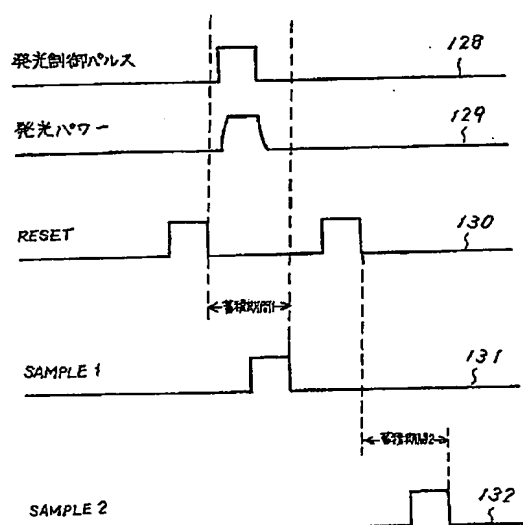 発光制御パルス 128
発光パワー 129
RESET 130
蓄積期間1
SAMPLE 1 131
蓄積期間2
SAMPLE 2 132